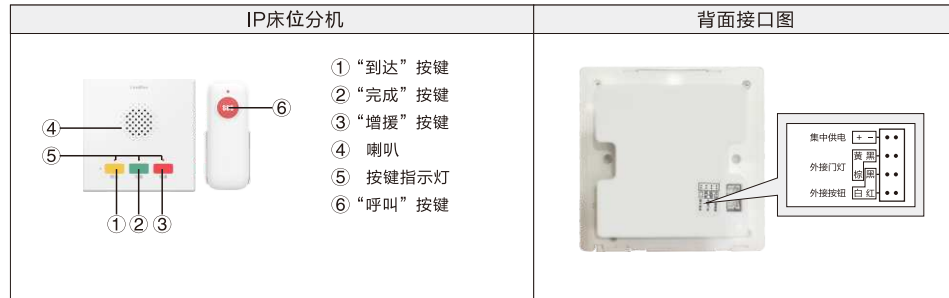 IP床位分机
背面接口图
① “到达” 按键
② “完成” 按键
③ “增援” 按键
④ 喇叭
⑤ 按键指示灯
⑥ “呼叫” 按键
④
⑤
⑥
① ② ③
集中供电 + -
黄 黑
外接门灯
棕 黑
外接按钮 白 红